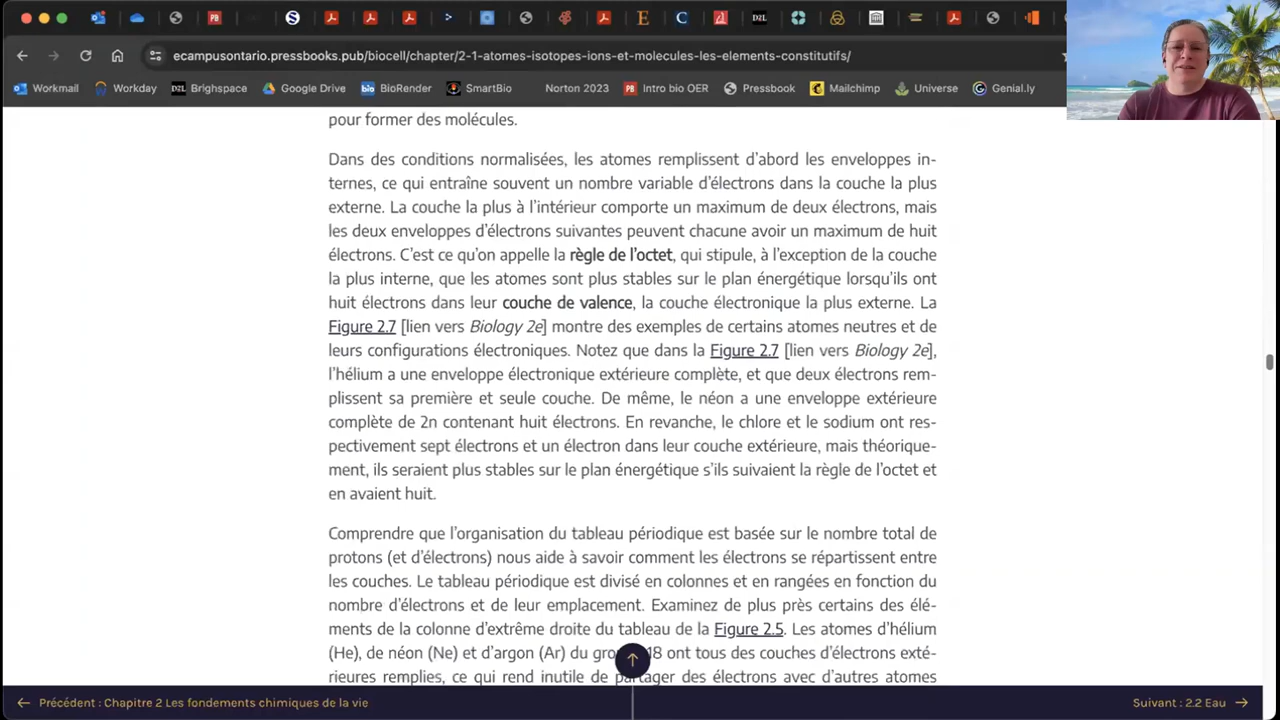 ecampusontario.pressbooks.pub/biocell/chapter/2-1-atomes-isotopes-ions-et-molecules-les-elements-constitutifs/
Workmail Workday Brighspace Google Drive BioRender SmartBio Norton 2023 Intro bio OER Pressbook Mailchimp Universe Genial.ly
pour former des molécules.
Dans des conditions normalisées, les atomes remplissent d’abord les enveloppes in-
ternes, ce qui entraîne souvent un nombre variable d’électrons dans la couche la plus
externe. La couche la plus à l’intérieur comporte un maximum de deux électrons, mais
les deux enveloppes d’électrons suivantes peuvent chacune avoir un maximum de huit
électrons. C’est ce qu’on appelle la règle de l’octet, qui stipule, à l’exception de la couche
la plus interne, que les atomes sont plus stables sur le plan énergétique lorsqu’ils ont
huit électrons dans leur couche de valence, la couche électronique la plus externe. La
Figure 2.7 [lien vers Biology 2e] montre des exemples de certains atomes neutres et de
leurs configurations électroniques. Notez que dans la Figure 2.7 [lien vers Biology 2e],
l’hélium a une enveloppe électronique extérieure complète, et que deux électrons rem-
plissent sa première et seule couche. De même, le néon a une enveloppe extérieure
complète de 2n contenant huit électrons. En revanche, le chlore et le sodium ont res-
pectivement sept électrons et un électron dans leur couche extérieure, mais théorique-
ment, ils seraient plus stables sur le plan énergétique s’ils suivaient la règle de l’octet et
en avaient huit.
Comprendre que l’organisation du tableau périodique est basée sur le nombre total de
protons (et d’électrons) nous aide à savoir comment les électrons se répartissent entre
les couches. Le tableau périodique est divisé en colonnes et en rangées en fonction du
nombre d’électrons et de leur emplacement. Examinez de plus près certains des élé-
ments de la colonne d’extrême droite du tableau de la Figure 2.5. Les atomes d’hélium
(He), de néon (Ne) et d’argon (Ar) du 18 ont tous des couches d’électrons exté-
rieures remplies, ce qui rend inutile de partager des électrons avec d’autres atomes
Précédent : Chapitre 2 Les fondements chimiques de la vie
Suivant : 2.2 Eau